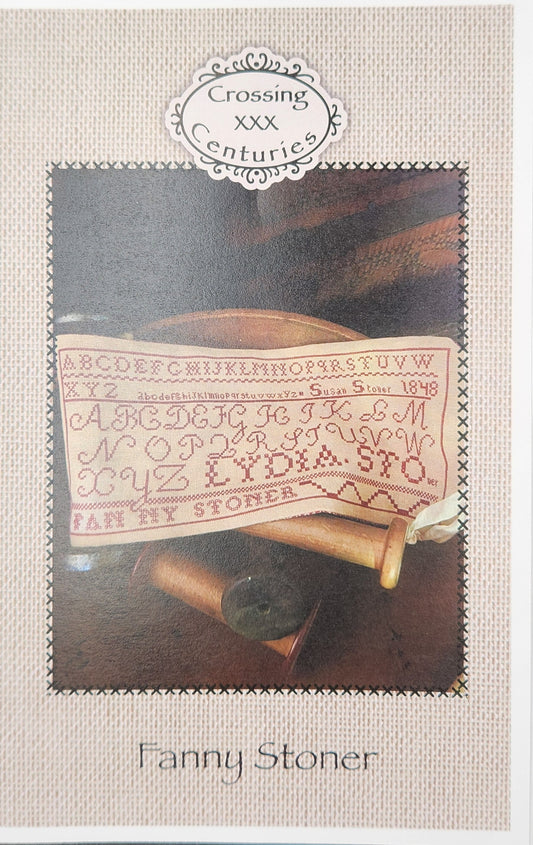 Crossing
XXX
Centuries
ABCDEFGHIJKLMNOPQRSTUVW
XYZ abcdefghijklmnopqrstuvwxyz Susan Stoner 1848
ABCDEFGHIJKLM
NOPQRSTUVW
XYZ LYDIA STO
NER
FAN NY STONER
Fanny Stoner